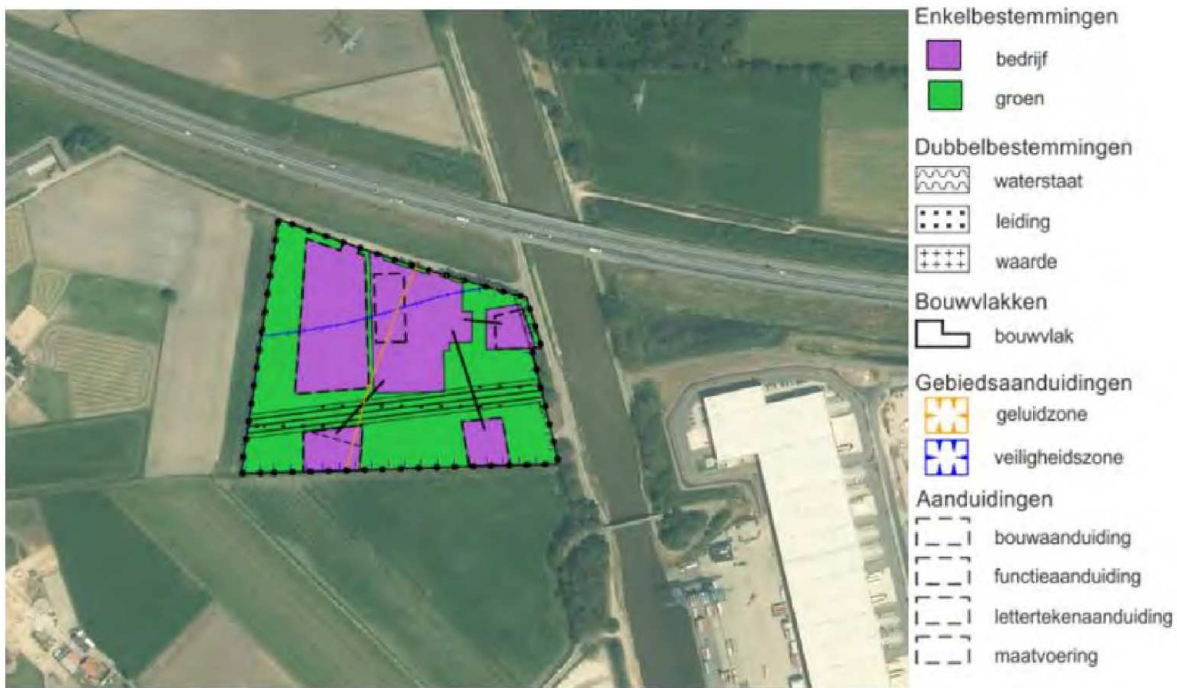 Enkelbestemmingen
bedrijf
groen
Dubbelbestemmingen
waterstaat
leiding
waarde
Bouwvlakken
bouwvlak
Gebiedsaanduidingen
geluidzone
veiligheidszone
Aanduidingen
bouwaanduiding
functieaanduiding
lettertekenaanduiding
maatvoering